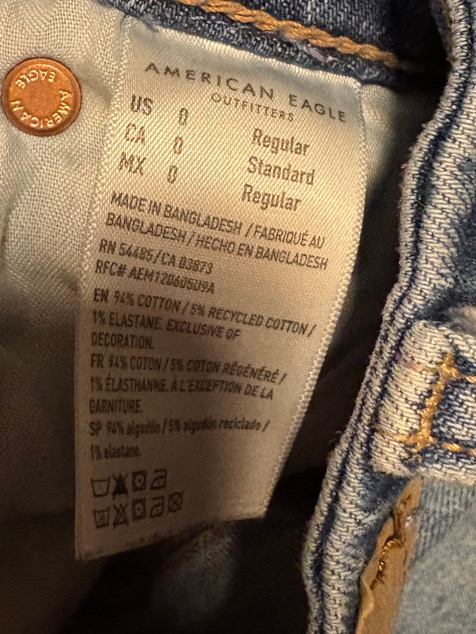 AMERICAN EAGLE
AMERICAN EAGLE
OUTFITTERS
US 0 Regular
CA 0 Standard
MX 0 Regular
MADE IN BANGLADESH / FABRIQUÉ AU
BANGLADESH / HECHO EN BANGLADESH
RN 54485/CA 03873
RFC# AEM120605U9A
EN 94% COTTON / 5% RECYCLED COTTON /
1% ELASTANE. EXCLUSIVE OF
DECORATION.
FR 94% COTON / 5% COTON RÉGÉNÉRÉ /
1% ÉLASTHANNE. À L'EXCEPTION DE LA
GARNITURE.
SP 94% algodón / 5% algodón reciclado /
1% elastano.